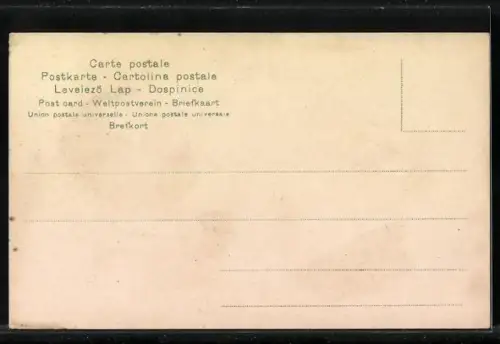 Carte postale
Postkarte - Cartolina postale
Levelező Lap - Dopisnice
Post card - Weltpostverein - Briefkaart
Union postale universelle - Unione postale universale
Brefkort